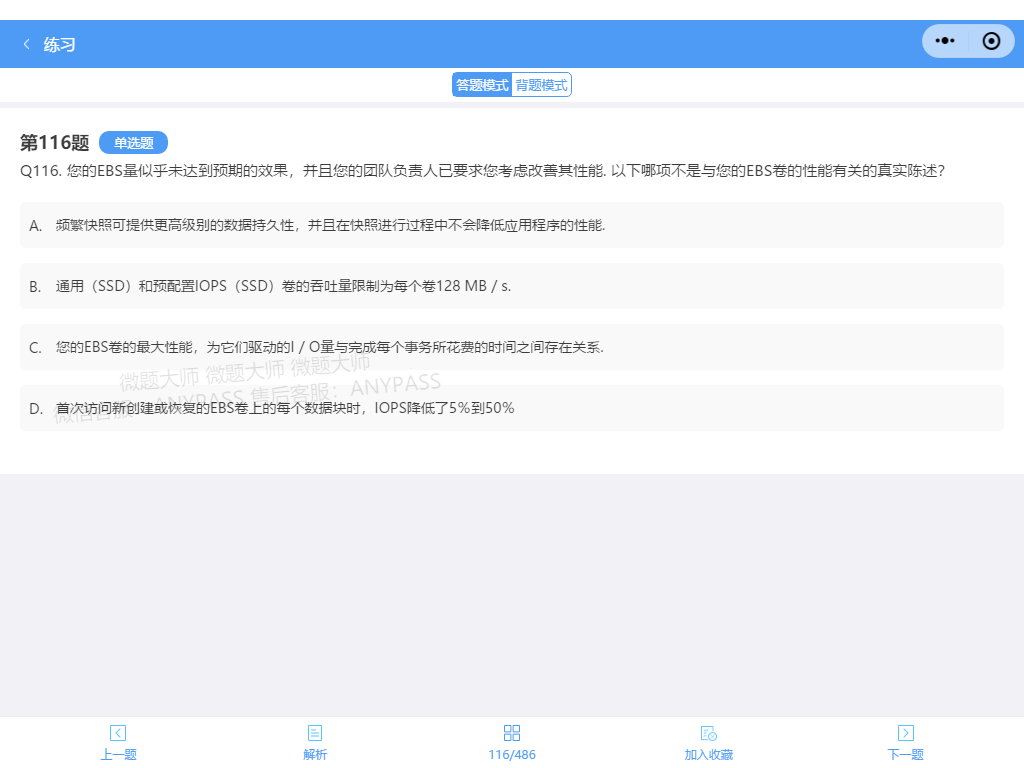 练习
答题模式 背题模式
第116题 单选题
Q116. 您的EBS量似乎未达到预期的效果，并且您的团队负责人已要求您考虑改善其性能. 以下哪项不是与您的EBS卷的性能有关的真实陈述？
A. 频繁快照可提供更高级别的数据持久性，并且在快照进行过程中不会降低应用程序的性能.
B. 通用（SSD）和预配置IOPS（SSD）卷的吞吐量限制为每个卷128 MB / s.
C. 您的EBS卷的最大性能，为它们驱动的I / O量与完成每个事务所花费的时间之间存在关系.
微题大师 微题大师 微题大师
微信客服：ANYPASS 售后客服：ANYPASS
D. 首次访问新创建或恢复的EBS卷上的每个数据块时，IOPS降低了5%到50%
上一题 解析 116/486 加入收藏 下一题